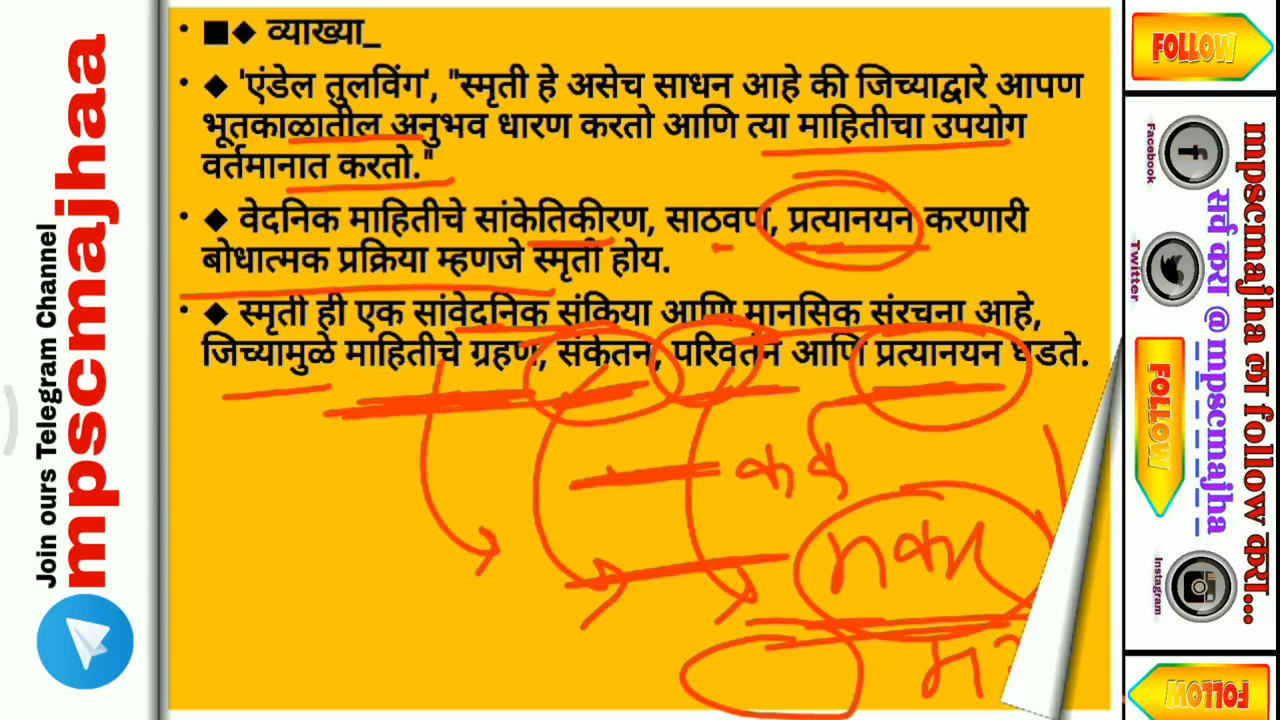 ■◆ व्याख्या_
◆ 'एंडेल तुलविंग', "स्मृती हे असेच साधन आहे की जिच्याद्वारे आपण
भूतकाळातील अनुभव धारण करतो आणि त्या माहितीचा उपयोग
वर्तमानात करतो."
◆ वेदनिक माहितीचे सांकेतिकीरण, साठवण, प्रत्यानयन करणारी
बोधात्मक प्रक्रिया म्हणजे स्मृती होय.
◆ स्मृती ही एक सांवेदनिक संकिया आणि मानसिक संरचना आहे,
जिच्यामुळे माहितीचे ग्रहण, संकेतन, परिवर्तन आणि प्रत्यानयन घडते.
Join ours Telegram Channel
mpscmajhaa
FOLLOW
Facebook
Twitter
FOLLOW
Instagram
FOLLOW
सर्च करा @ mpscmajha
mpscmajha ला follow करा...